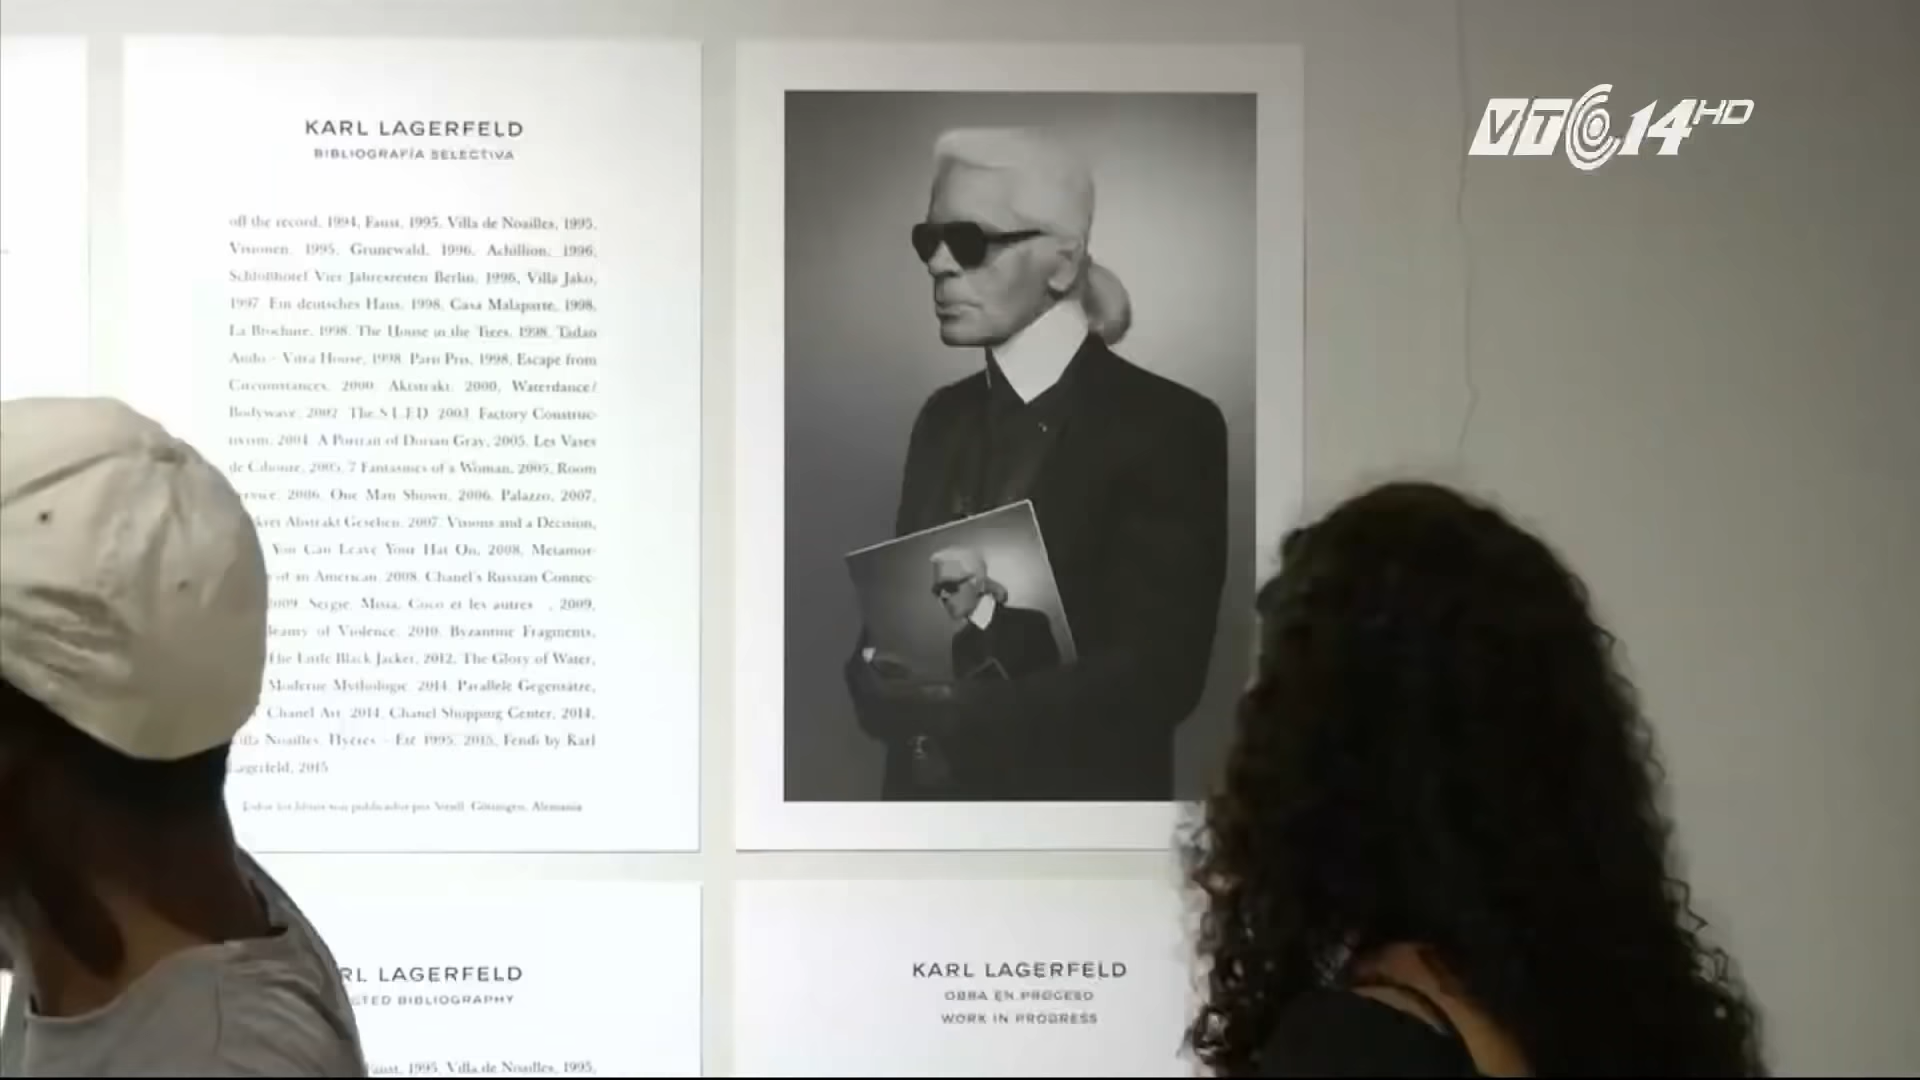 VTC14HD
KARL LAGERFELD
BIBLIOGRAFÍA SELECTIVA
off the record, 1994, Faust, 1995, Villa de Noailles, 1995,
Visionen, 1995, Grunewald, 1996, Achillion, 1996,
Schloßhotel Vier Jahreszeiten Berlin, 1996, Villa Jako,
1997, Ein deutsches Haus, 1998, Casa Malaparte, 1998,
La Brochure, 1998, The House in the Trees, 1998, Tadao
Ando - Vitra House, 1998, Paris Pris, 1998, Escape from
Circumstances, 2000, Aktstrakt, 2000, Waterdance/
Bodywave, 2002, The S.L.E.D. 2003, Factory Construc-
tivism, 2004, A Portrait of Dorian Gray, 2005, Les Vases
de Ciboure, 2005, 7 Fantasmes of a Woman, 2005, Room
ervice, 2006, One Man Shown, 2006, Palazzo, 2007,
kret Abstrakt Gesehen, 2007, Visions and a Decision,
You Can Leave Your Hat On, 2008, Metamor-
of an American, 2008, Chanel's Russian Connec-
2009, Sergie, Misia, Coco et les autres , 2009,
eauty of Violence, 2010, Byzantine Fragments,
The Little Black Jacket, 2012, The Glory of Water,
Moderne Mythologie, 2014, Parallele Gegensätze,
Chanel Art, 2014, Chanel Shopping Center, 2014,
illa Noailles, Hyères - Été 1995, 2015, Fendi by Karl
Lagerfeld, 2015
Todos los libros son publicados por Steidl, Göttingen, Alemania
RL LAGERFELD
CTED BIBLIOGRAPHY
Faust, 1995, Villa de Noailles, 1995,
KARL LAGERFELD
OBRA EN PROCESO
WORK IN PROGRESS